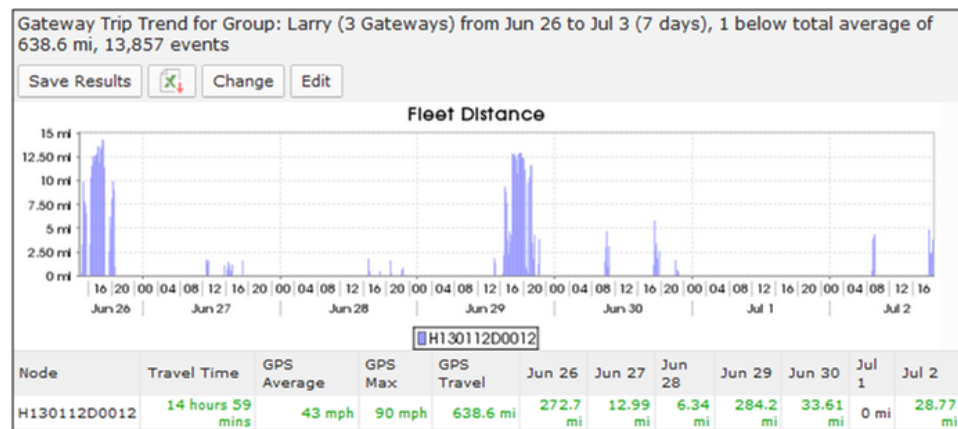 Gateway Trip Trend for Group: Larry (3 Gateways) from Jun 26 to Jul 3 (7 days), 1 below total average of
638.6 mi, 13,857 events
Save Results Change Edit
Fleet Distance
15 mi
12.50 mi
10 mi
7.50 mi
5 mi
2.50 mi
0 mi
16 20 00 04 08 12 16 20 00 04 08 12 16 20 00 04 08 12 16 20 00 04 08 12 16 20 00 04 08 12 16 20 00 04 08 12 16
Jun 26 Jun 27 Jun 28 Jun 29 Jun 30 Jul 1 Jul 2
H130112D0012
Node Travel Time GPS Average GPS Max GPS Travel Jun 26 Jun 27 Jun 28 Jun 29 Jun 30 Jul 1 Jul 2
H130112D0012 14 hours 59 mins 43 mph 90 mph 638.6 mi 272.7 mi 12.99 mi 6.34 mi 284.2 mi 33.61 mi 0 mi 28.77 mi